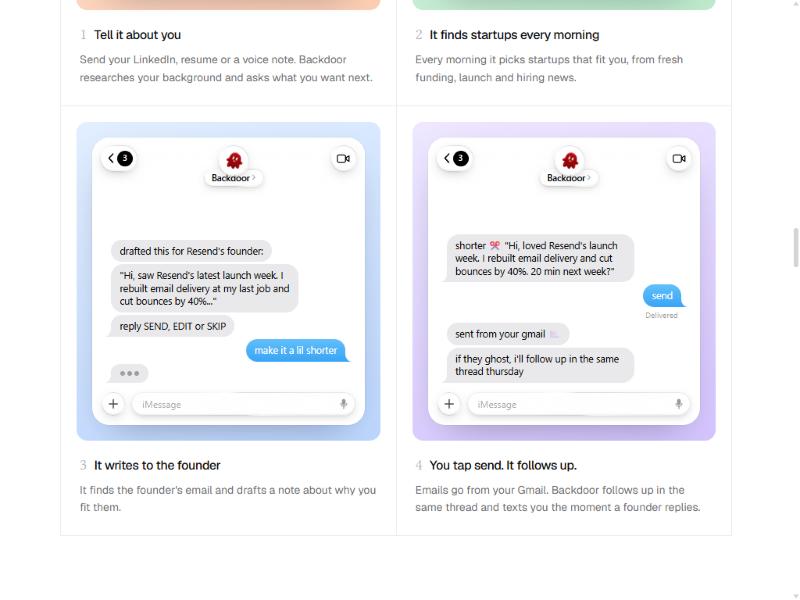 1 Tell it about you
Send your LinkedIn, resume or a voice note. Backdoor
researches your background and asks what you want next.
2 It finds startups every morning
Every morning it picks startups that fit you, from fresh
funding, launch and hiring news.
3
Backdoor
drafted this for Resend's founder:
"Hi, saw Resend's latest launch week. I
rebuilt email delivery at my last job and
cut bounces by 40%..."
reply SEND, EDIT or SKIP
make it a lil shorter
iMessage
3 It writes to the founder
It finds the founder's email and drafts a note about why you
fit them.
3
Backdoor
shorter ✂️ "Hi, loved Resend's launch
week. I rebuilt email delivery and cut
bounces by 40%. 20 min next week?"
send
Delivered
sent from your gmail
if they ghost, i'll follow up in the same
thread thursday
iMessage
4 You tap send. It follows up.
Emails go from your Gmail. Backdoor follows up in the
same thread and texts you the moment a founder replies.